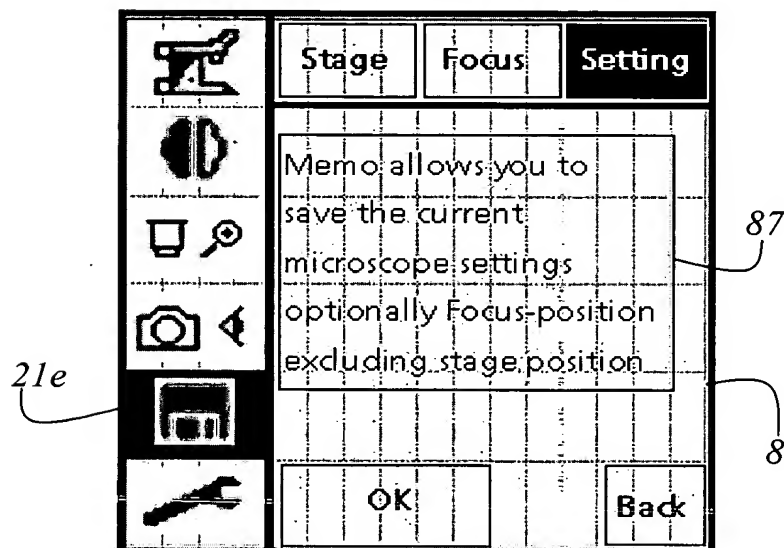 Stage Focus Setting
Memo allows you to
save the current
microscope settings
optionally Focus-position
excluding stage position
87
21e
8
OK Back